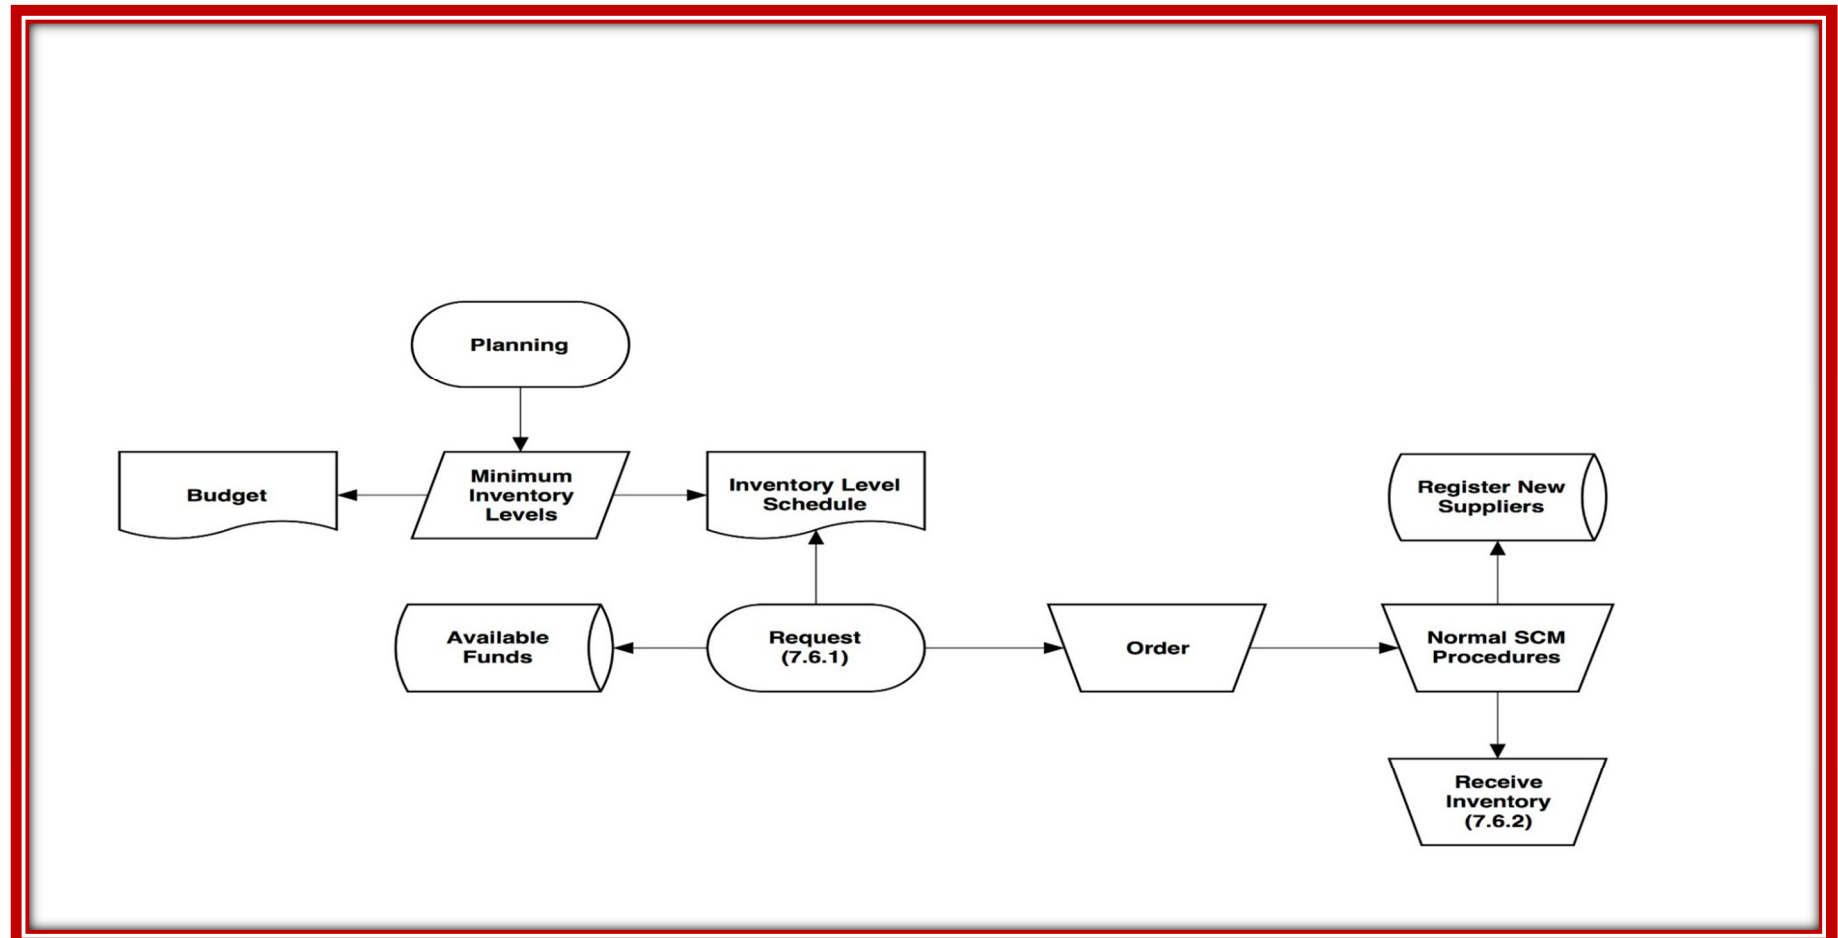 Planning
Budget
Minimum
Inventory
Levels
Inventory Level
Schedule
Register New
Suppliers
Available
Funds
Request
(7.6.1)
Order
Normal SCM
Procedures
Receive
Inventory
(7.6.2)